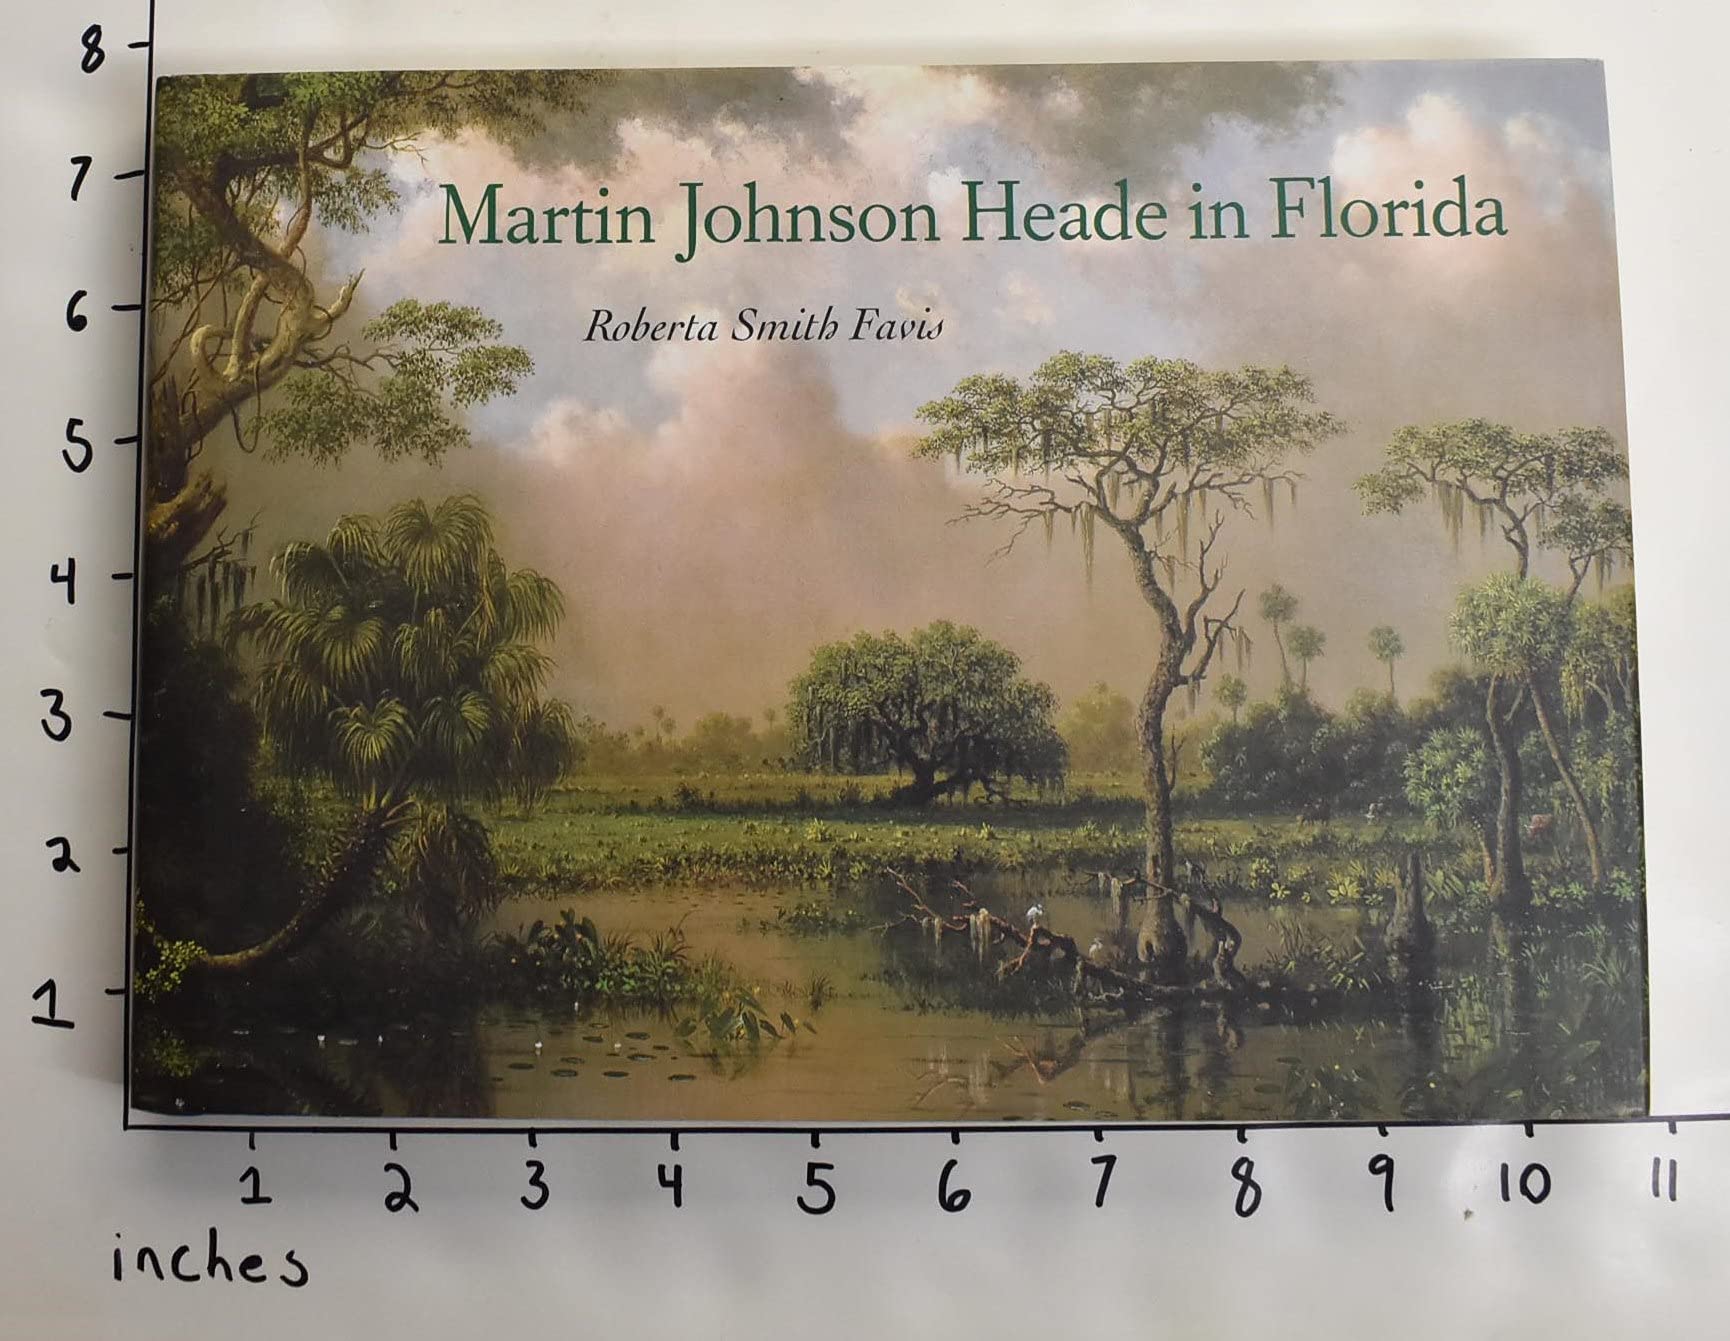 8
7
6
5
4
3
2
1
Martin Johnson Heade in Florida
Roberta Smith Favis
1 2 3 4 5 6 7 8 9 10 11
inches